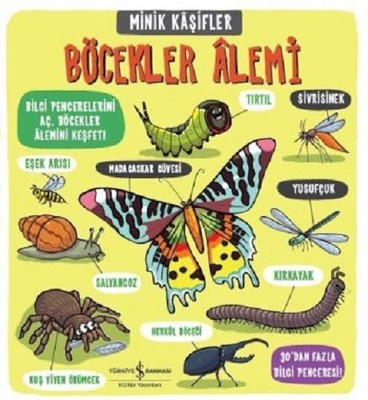 MİNİK KÂŞİFLER
BÖCEKLER ÂLEMİ
BİLGİ PENCERELERİNİ
AÇ, BÖCEKLER
ÂLEMİNİ KEŞFET!
TIRTIL
SİVRİSİNEK
EŞEK ARISI
MADAGASKAR GÜVESİ
YUSUFÇUK
SALYANGOZ
KIRKAYAK
HERKÜL BÖCEĞİ
KUŞ YİYEN ÖRÜMCEK
TÜRKİYE İŞ BANKASI
Kültür Yayınları
30'DAN FAZLA
BİLGİ PENCERESİ!